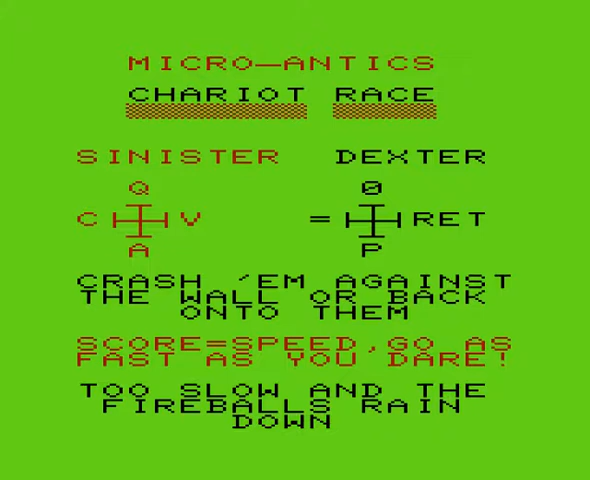 MICRO-ANTICS
CHARIOT RACE
SINISTER DEXTER
Q 0
C V = RET
A P
CRASH 'EM AGAINST
THE WALL OR BACK
ONTO THEM
SCORE=SPEED,GO AS
FAST AS YOU DARE!
TOO SLOW AND THE
FIREBALLS RAIN
DOWN